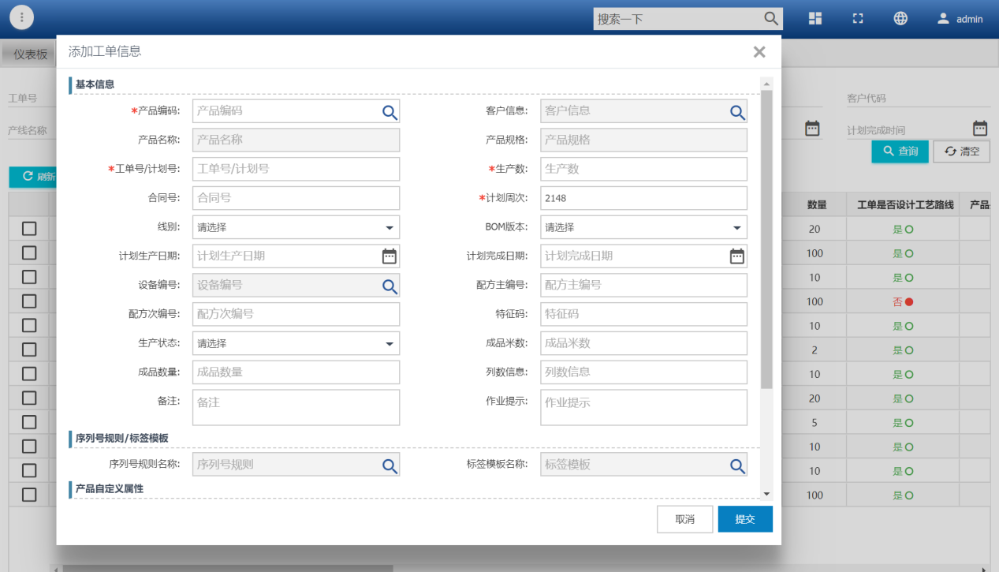 搜索一下
admin
仪表板
添加工单信息
工单号
客户代码
产线名称
计划完成时间
查询
清空
刷新
基本信息
*产品编码: 产品编码
客户信息: 客户信息
产品名称: 产品名称
产品规格: 产品规格
*工单号/计划号: 工单号/计划号
*生产数: 生产数
合同号: 合同号
*计划周次: 2148
线别: 请选择
BOM版本: 请选择
计划生产日期: 计划生产日期
计划完成日期: 计划完成日期
设备编号: 设备编号
配方主编号: 配方主编号
配方次编号: 配方次编号
特征码: 特征码
生产状态: 请选择
成品米数: 成品米数
成品数量: 成品数量
列数信息: 列数信息
备注: 备注
作业提示: 作业提示
序列号规则/标签模板
序列号规则名称: 序列号规则
标签模板名称: 标签模板
产品自定义属性
取消
提交
数量 工单是否设计工艺路线 产品
20 是
100 是
10 是
100 否
10 是
2 是
10 是
20 是
5 是
10 是
10 是
100 是